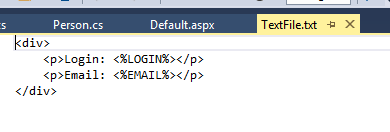 s Person.cs Default.aspx TextFile.txt
<div>
    <p>Login: <%LOGIN%></p>
    <p>Email: <%EMAIL%></p>
</div>